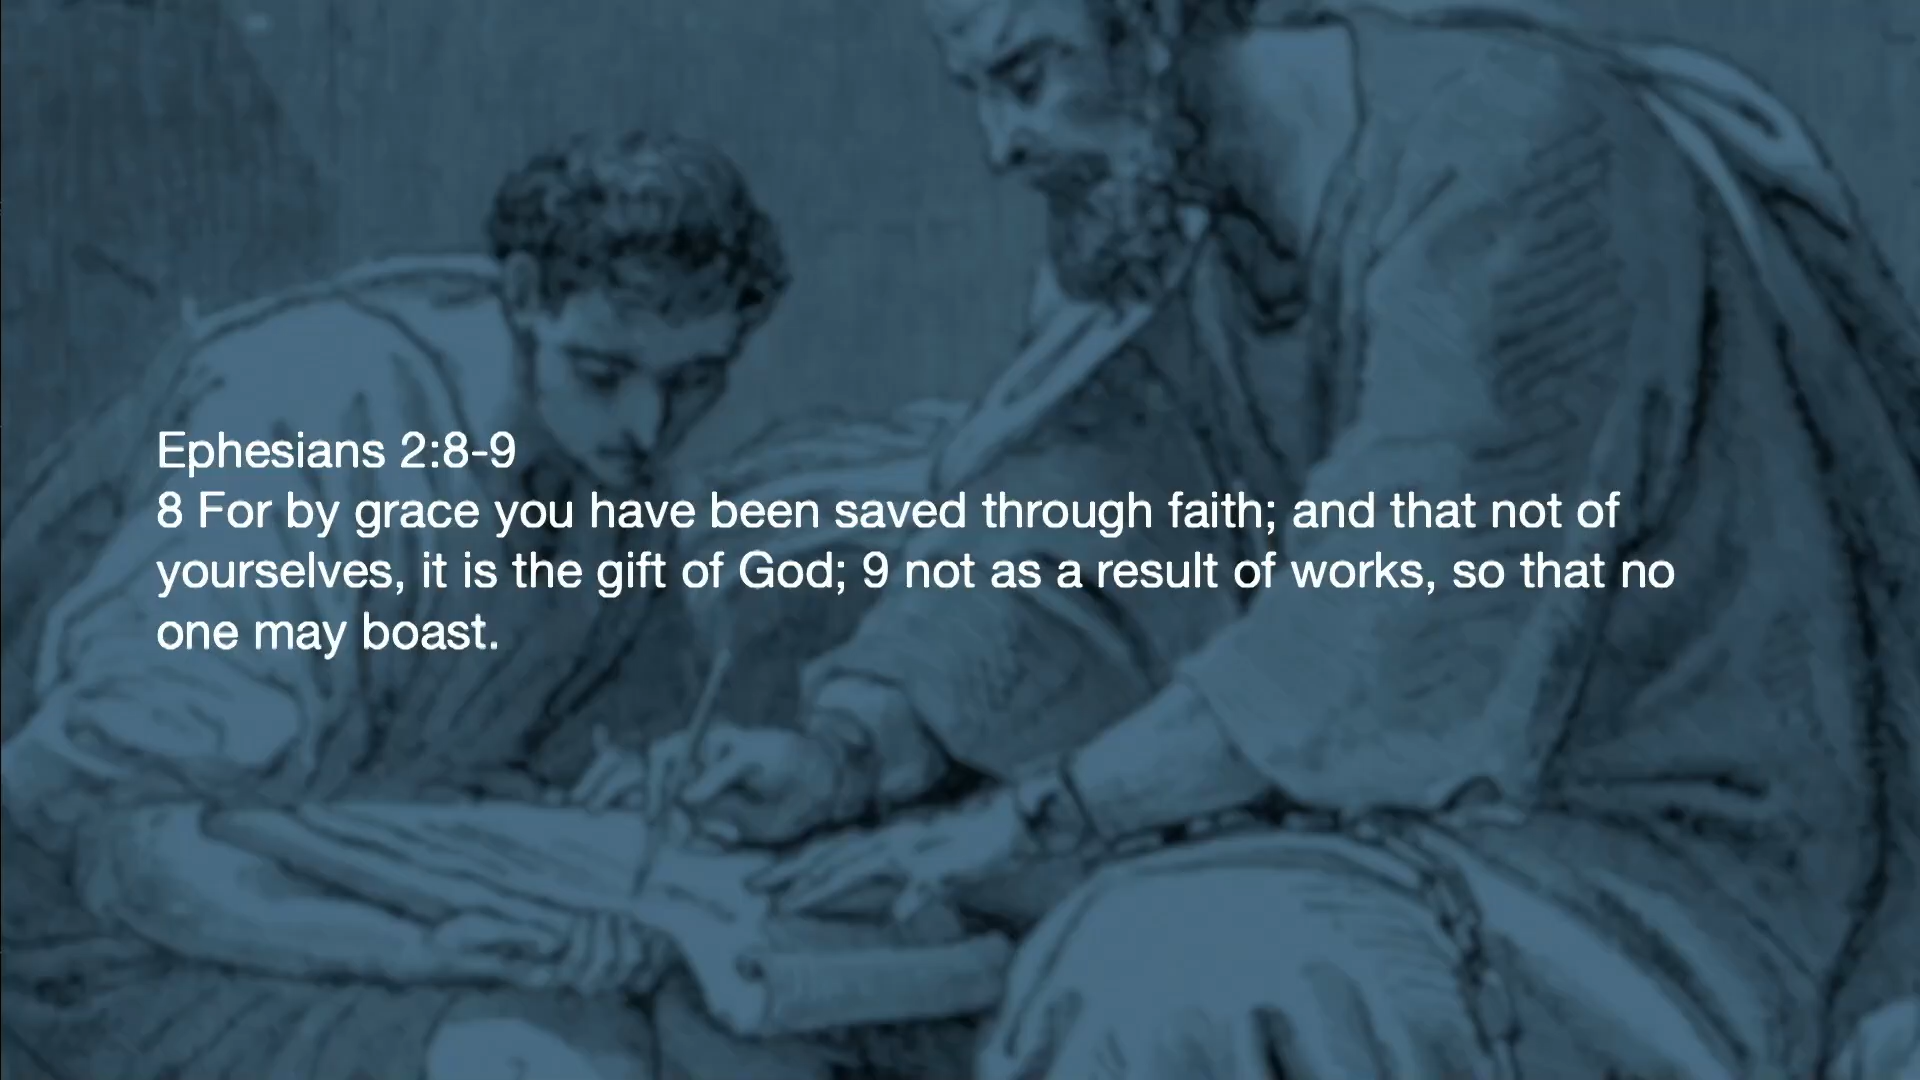 Ephesians 2:8-9
8 For by grace you have been saved through faith; and that not of
yourselves, it is the gift of God; 9 not as a result of works, so that no
one may boast.